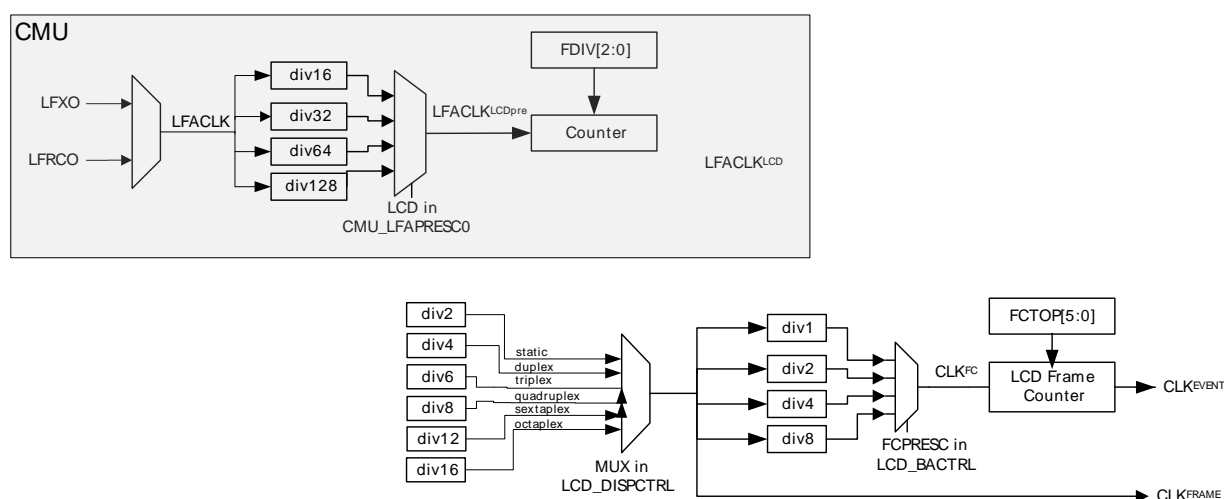 CMU
FDIV[2:0]
LFXO
LFRCO
LFACLK
div16
div32
div64
div128
LFACLKLCDpre
Counter
LFACLKLCD
LCD in
CMU_LFAPRESC0
div2
div4
div6
div8
div12
div16
static
duplex
triplex
quadruplex
sextaplex
octaplex
MUX in
LCD_DISPCTRL
div1
div2
div4
div8
FCPRESC in
LCD_BACTRL
CLKFC
FCTOP[5:0]
LCD Frame
Counter
CLKEVENT
CLKFRAME